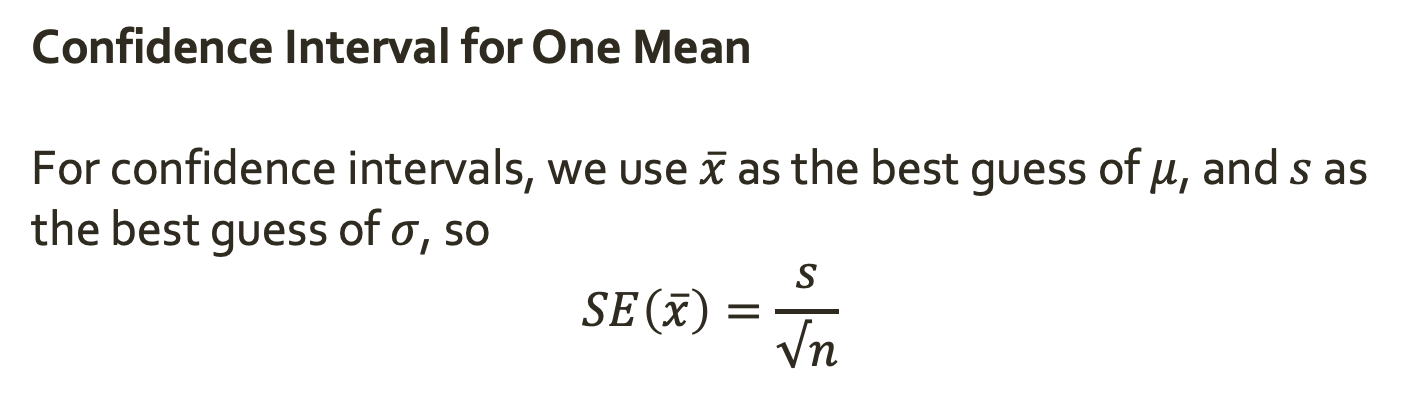 Confidence Interval for One Mean
For confidence intervals, we use x̄ as the best guess of μ, and s as
the best guess of σ, so
SE(x̄) = s/√n